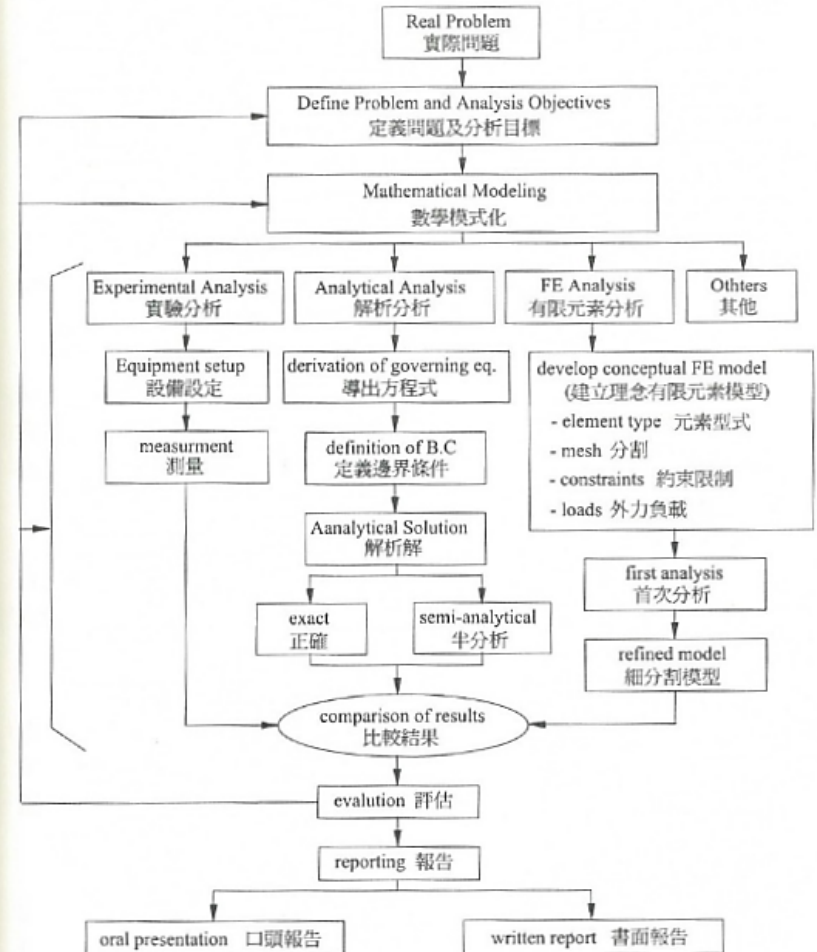 Real Problem
實際問題
Define Problem and Analysis Objectives
定義問題及分析目標
Mathematical Modeling
數學模式化
Experimental Analysis
實驗分析
Analytical Analysis
解析分析
FE Analysis
有限元素分析
Othters
其他
Equipment setup
設備設定
measurment
測量
derivation of governing eq.
導出方程式
definition of B.C
定義邊界條件
Aanalytical Solution
解析解
exact
正確
semi-analytical
半分析
develop conceptual FE model
(建立理念有限元素模型)
- element type 元素型式
- mesh 分割
- constraints 約束限制
- loads 外力負載
first analysis
首次分析
refined model
細分割模型
comparison of results
比較結果
evalution 評估
reporting 報告
oral presentation 口頭報告
written report 書面報告